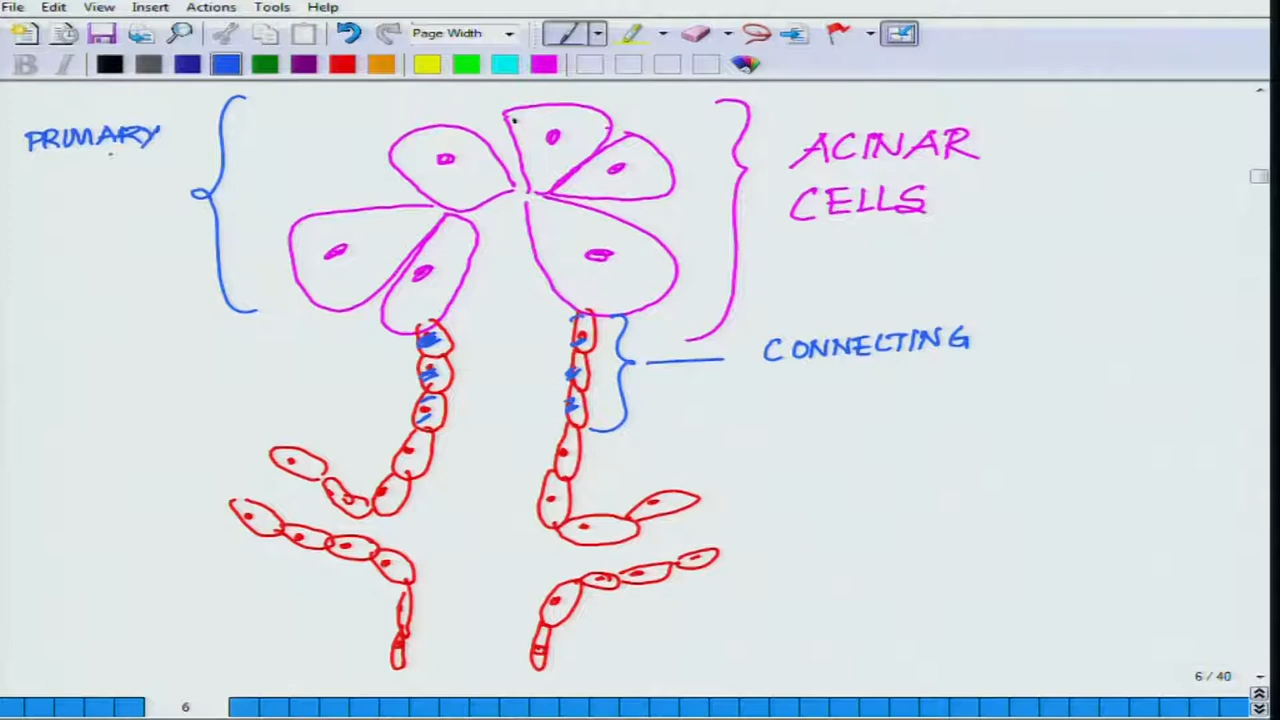 File Edit View Insert Actions Tools Help
Page Width
B I
PRIMARY
ACINAR
CELLS
CONNECTING
6 / 40
6